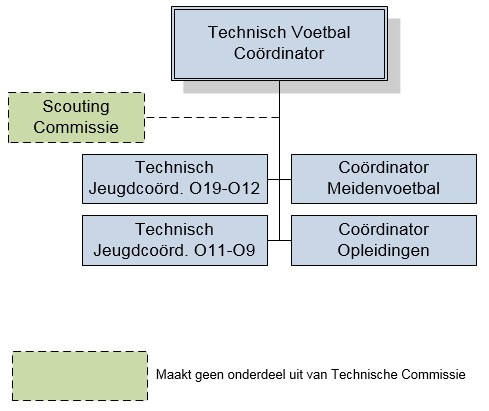 Technisch Voetbal
Coördinator
Scouting
Commissie
Technisch
Jeugdcoörd. O19-O12
Coördinator
Meidenvoetbal
Technisch
Jeugdcoörd. O11-O9
Coördinator
Opleidingen
Maakt geen onderdeel uit van Technische Commissie